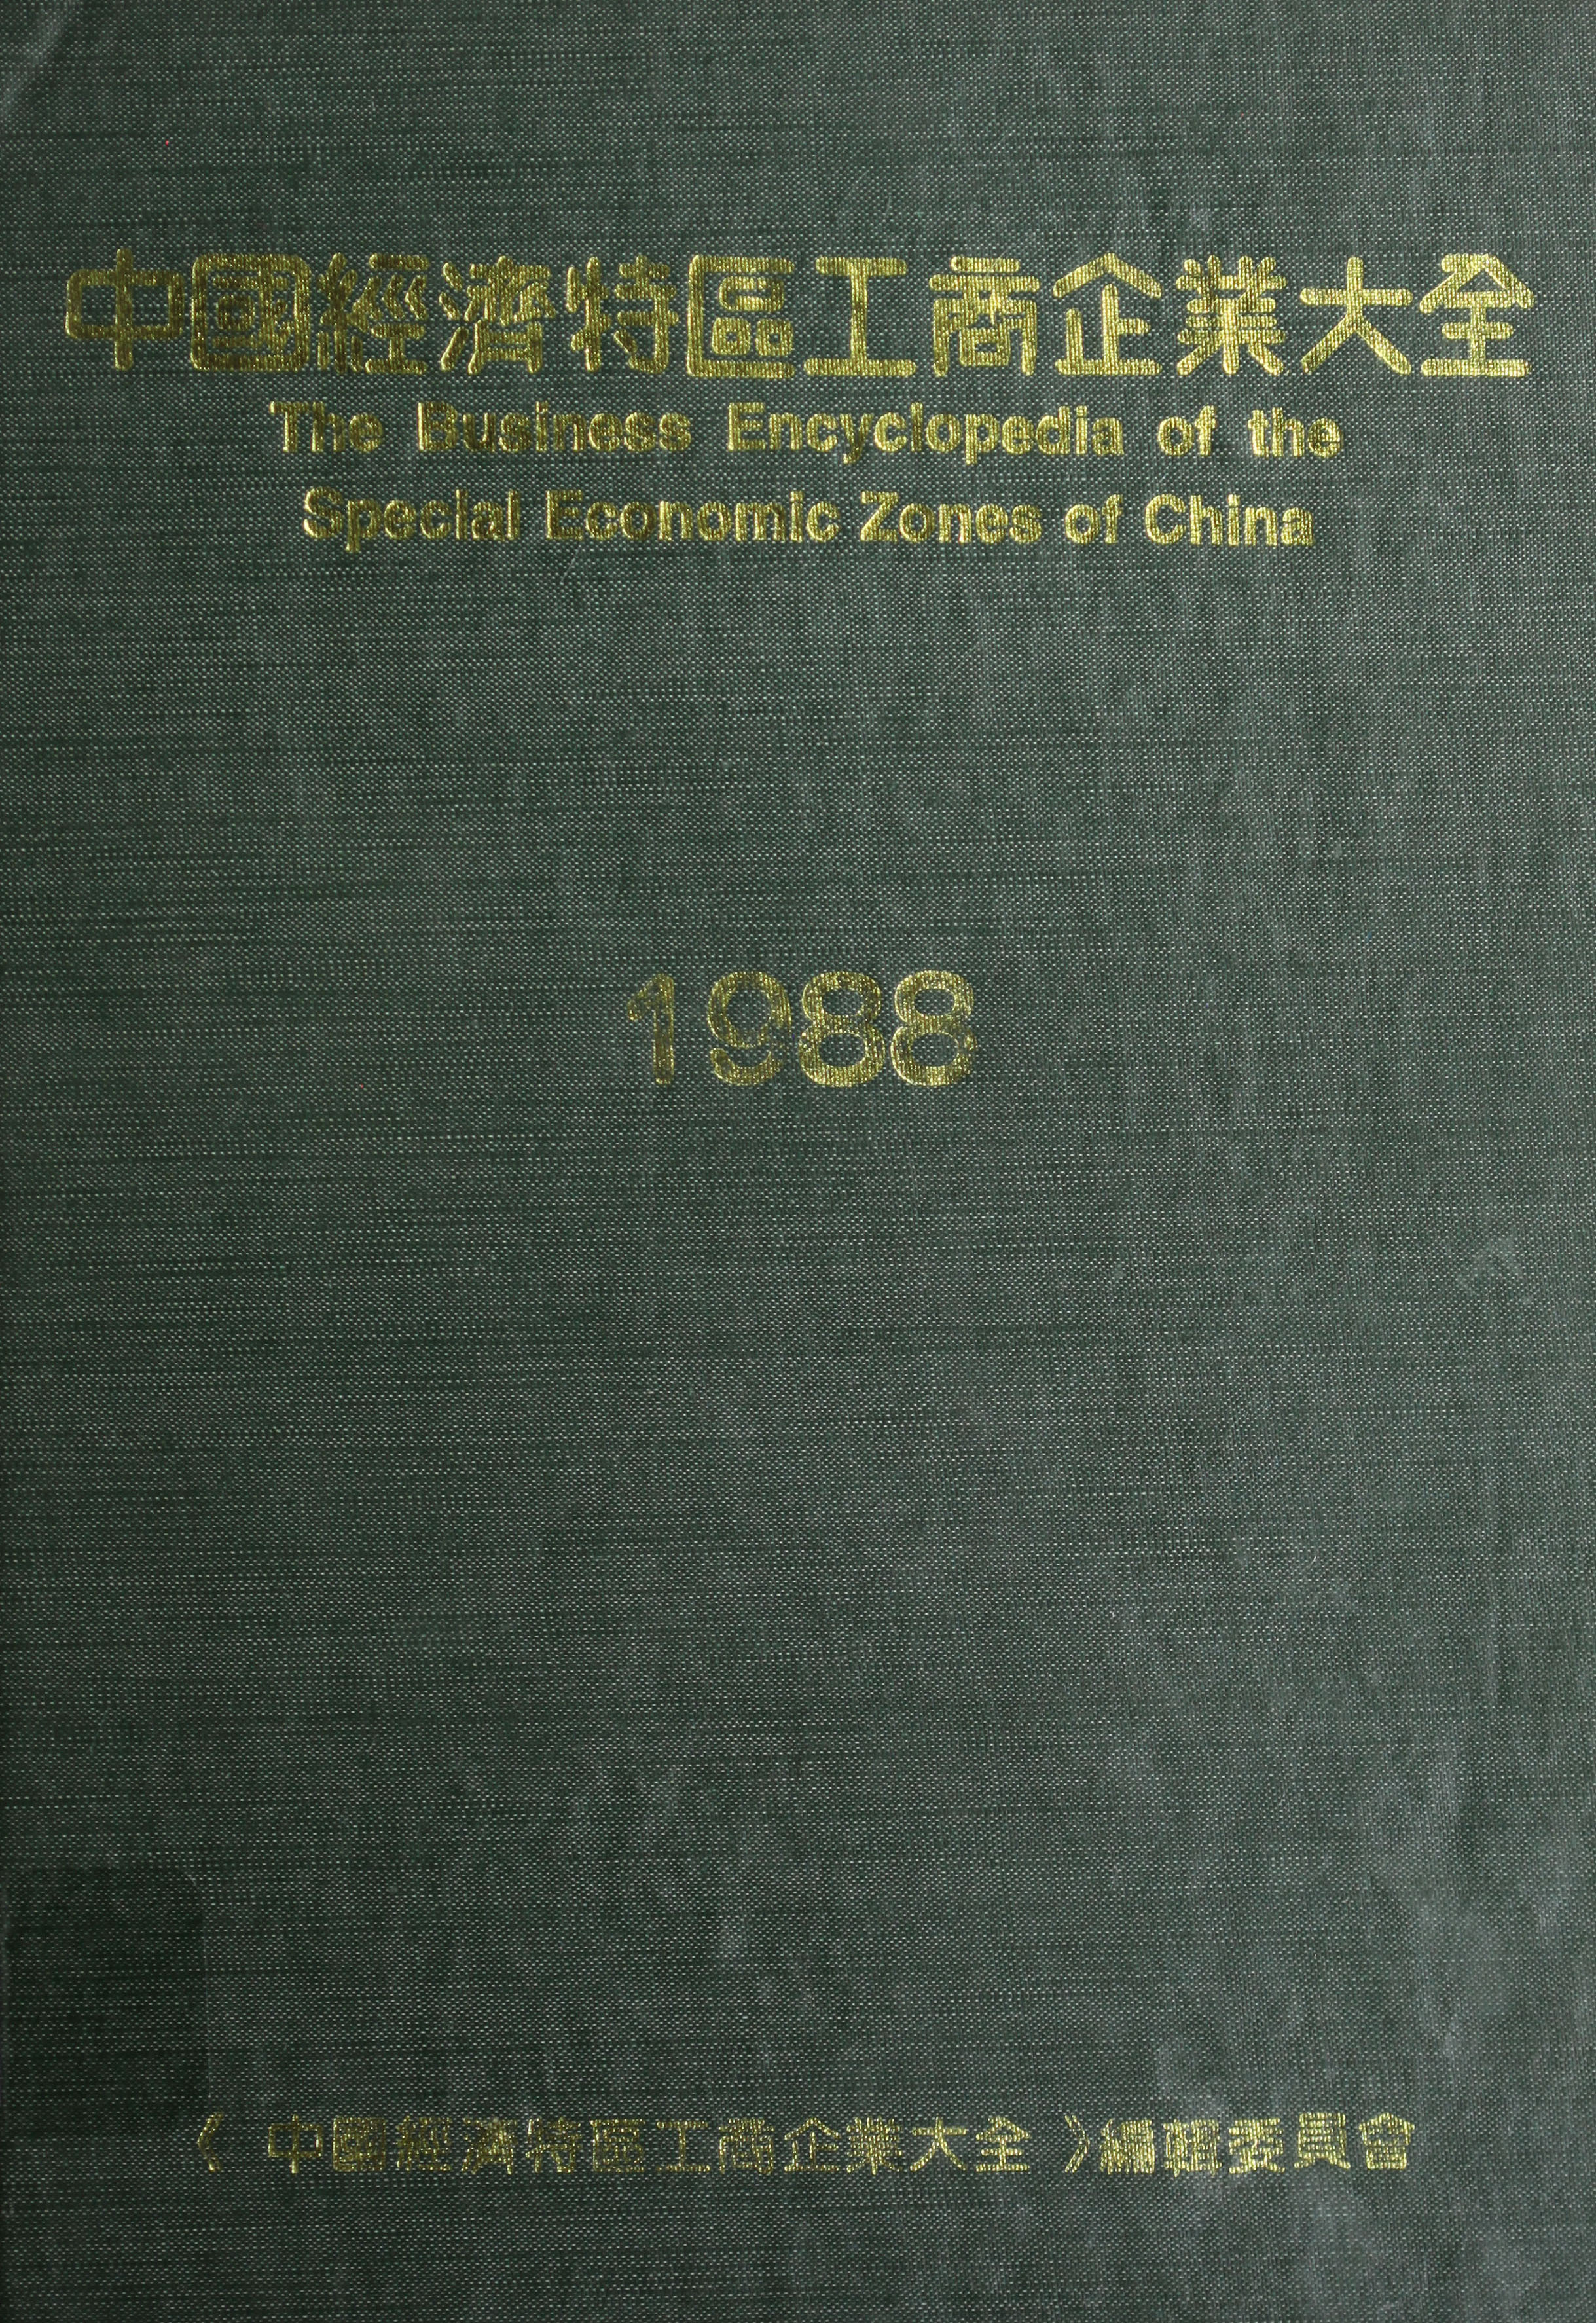 中國經濟特區工商企業大全
The Business Encyclopedia of the
Special Economic Zones of China
1988
《中國經濟特區工商企業大全》編輯委員會